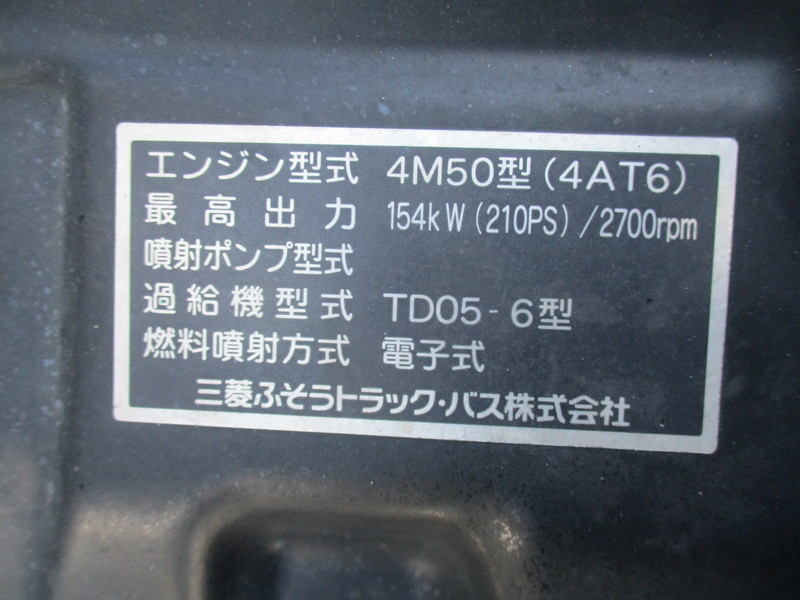 エンジン型式 4M50型(4AT6)
最高出力 154kW(210PS)/2700rpm
噴射ポンプ型式
過給機型式 TD05-6型
燃料噴射方式 電子式
三菱ふそうトラック・バス株式会社